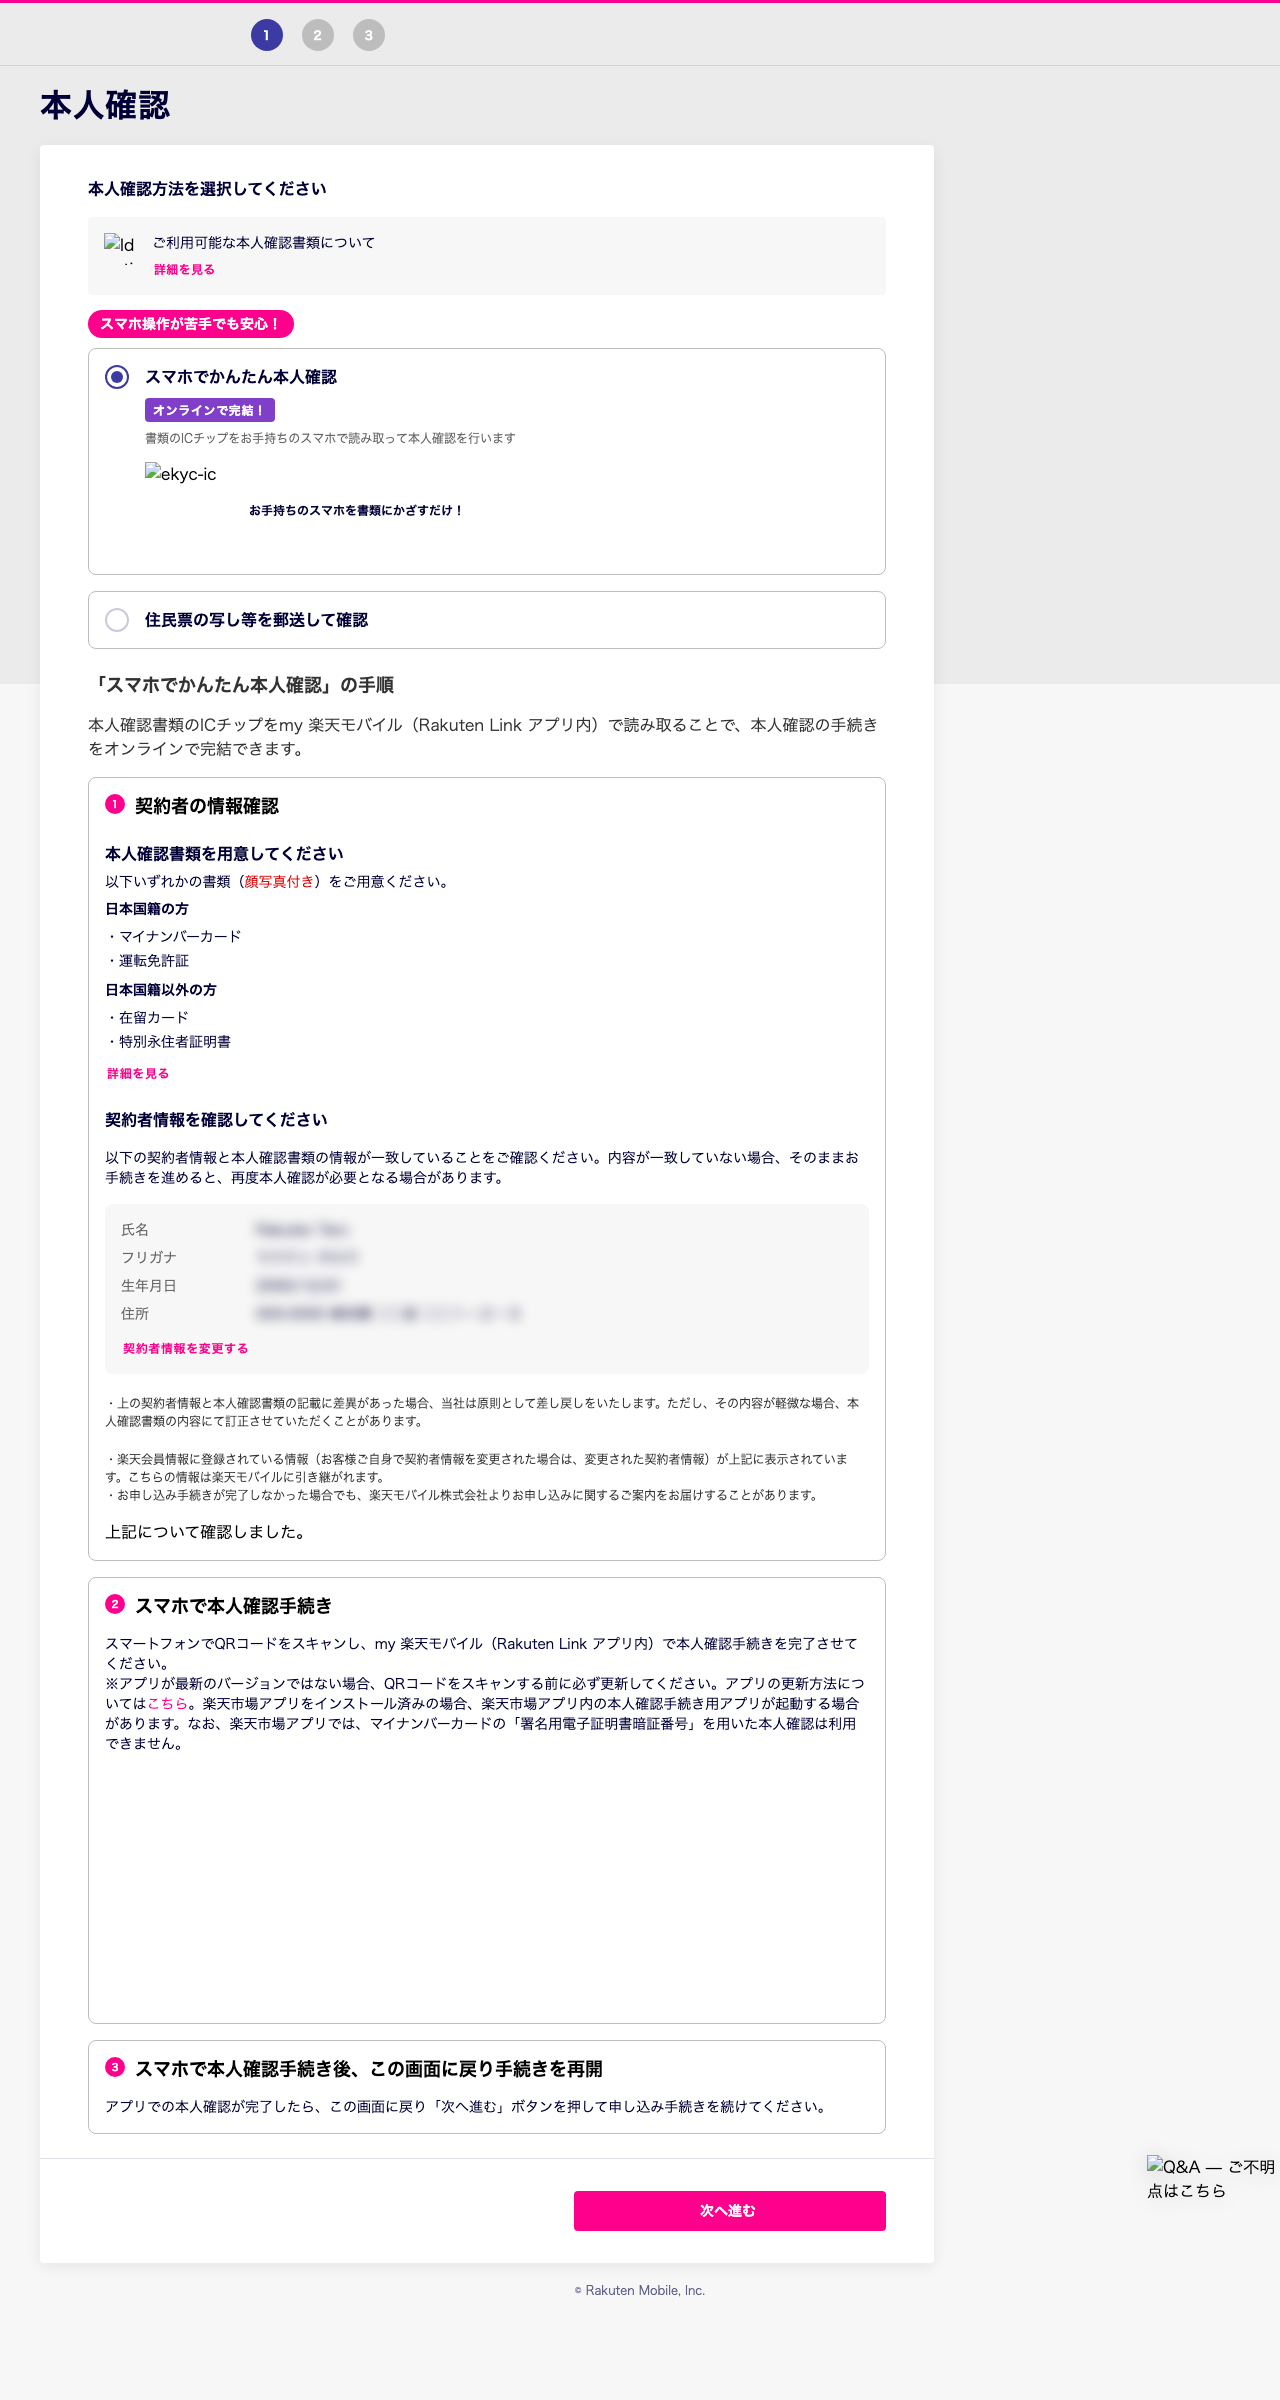 1 2 3
本人確認
本人確認方法を選択してください
Id
ご利用可能な本人確認書類について
詳細を見る
スマホ操作が苦手でも安心！
スマホでかんたん本人確認
オンラインで完結！
書類のICチップをお手持ちのスマホで読み取って本人確認を行います
ekyc-ic
お手持ちのスマホを書類にかざすだけ！
住民票の写し等を郵送して確認
「スマホでかんたん本人確認」の手順
本人確認書類のICチップをmy 楽天モバイル（Rakuten Link アプリ内）で読み取ることで、本人確認の手続き
をオンラインで完結できます。
1 契約者の情報確認
本人確認書類を用意してください
以下いずれかの書類（顔写真付き）をご用意ください。
日本国籍の方
・マイナンバーカード
・運転免許証
日本国籍以外の方
・在留カード
・特別永住者証明書
詳細を見る
契約者情報を確認してください
以下の契約者情報と本人確認書類の情報が一致していることをご確認ください。内容が一致していない場合、そのままお
手続きを進めると、再度本人確認が必要となる場合があります。
氏名
フリガナ
生年月日
住所
契約者情報を変更する
・上の契約者情報と本人確認書類の記載に差異があった場合、当社は原則として差し戻しをいたします。ただし、その内容が軽微な場合、本
人確認書類の内容にて訂正させていただくことがあります。
・楽天会員情報に登録されている情報（お客様ご自身で契約者情報を変更された場合は、変更された契約者情報）が上記に表示されていま
す。こちらの情報は楽天モバイルに引き継がれます。
・お申し込み手続きが完了しなかった場合でも、楽天モバイル株式会社よりお申し込みに関するご案内をお届けすることがあります。
上記について確認しました。
2 スマホで本人確認手続き
スマートフォンでQRコードをスキャンし、my 楽天モバイル（Rakuten Link アプリ内）で本人確認手続きを完了させて
ください。
※アプリが最新のバージョンではない場合、QRコードをスキャンする前に必ず更新してください。アプリの更新方法につ
いてはこちら。楽天市場アプリをインストール済みの場合、楽天市場アプリ内の本人確認手続き用アプリが起動する場合
があります。なお、楽天市場アプリでは、マイナンバーカードの「署名用電子証明書暗証番号」を用いた本人確認は利用
できません。
3 スマホで本人確認手続き後、この画面に戻り手続きを再開
アプリでの本人確認が完了したら、この画面に戻り「次へ進む」ボタンを押して申し込み手続きを続けてください。
Q&A — ご不明
点はこちら
次へ進む
© Rakuten Mobile, Inc.